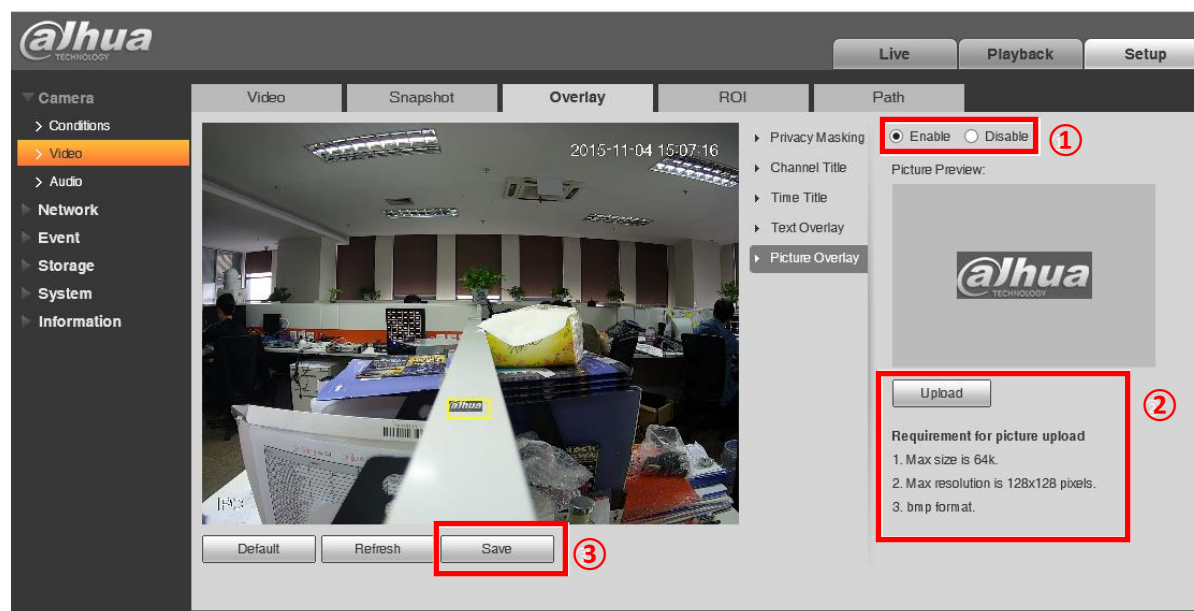 alhua
TECHNOLOGY
Live
Playback
Setup
Camera
Conditions
Video
Audio
Network
Event
Storage
System
Information
Video
Snapshot
Overlay
ROI
Path
2015-11-04 15:07:16
alhua
IPC
Default
Refresh
Save
③
Privacy Masking
Channel Title
Time Title
Text Overlay
Picture Overlay
Enable
Disable
①
Picture Preview:
alhua
TECHNOLOGY
Upload
②
Requirement for picture upload
1. Max size is 64k.
2. Max resolution is 128x128 pixels.
3. bmp format.